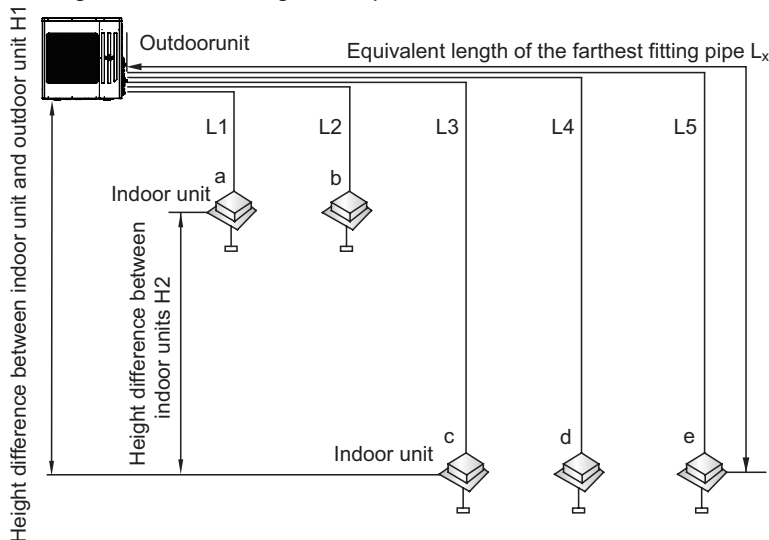 Height difference between indoor unit and outdoor unit H1
Outdoorunit
Equivalent length of the farthest fitting pipe Lₓ
L1
L2
L3
L4
L5
a
b
Indoor unit
Height difference between
indoor units H2
c
d
e
Indoor unit